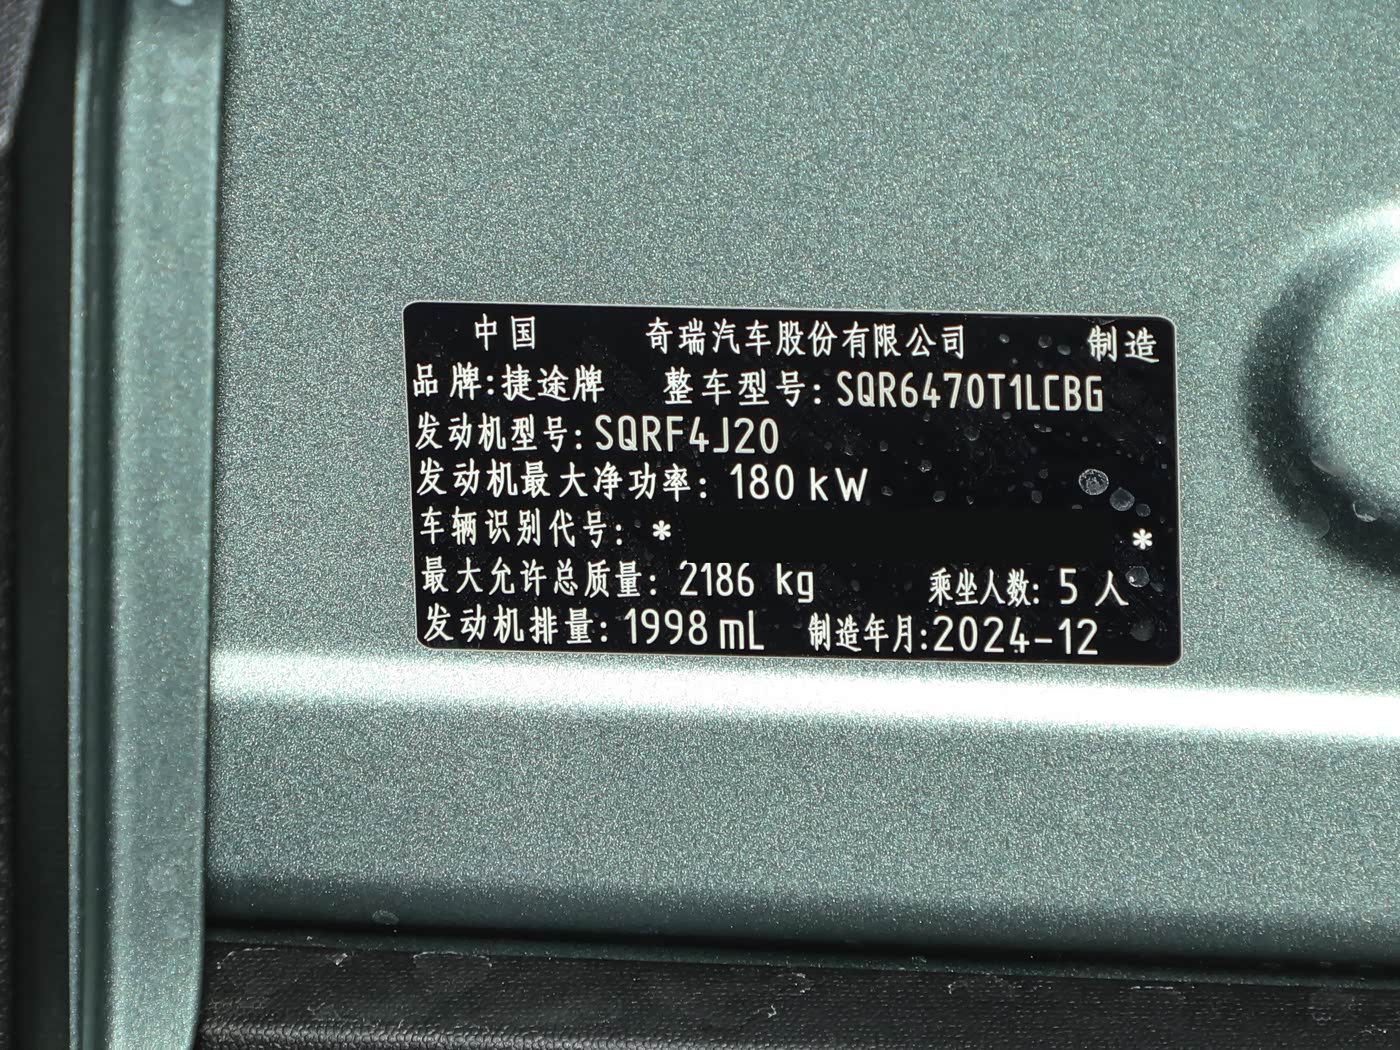 中国 奇瑞汽车股份有限公司 制造
品牌:捷途牌 整车型号:SQR6470T1LCBG
发动机型号:SQRF4J20
发动机最大净功率: 180 kW
车辆识别代号: * *
最大允许总质量: 2186 kg 乘坐人数: 5 人
发动机排量: 1998 mL 制造年月:2024-12